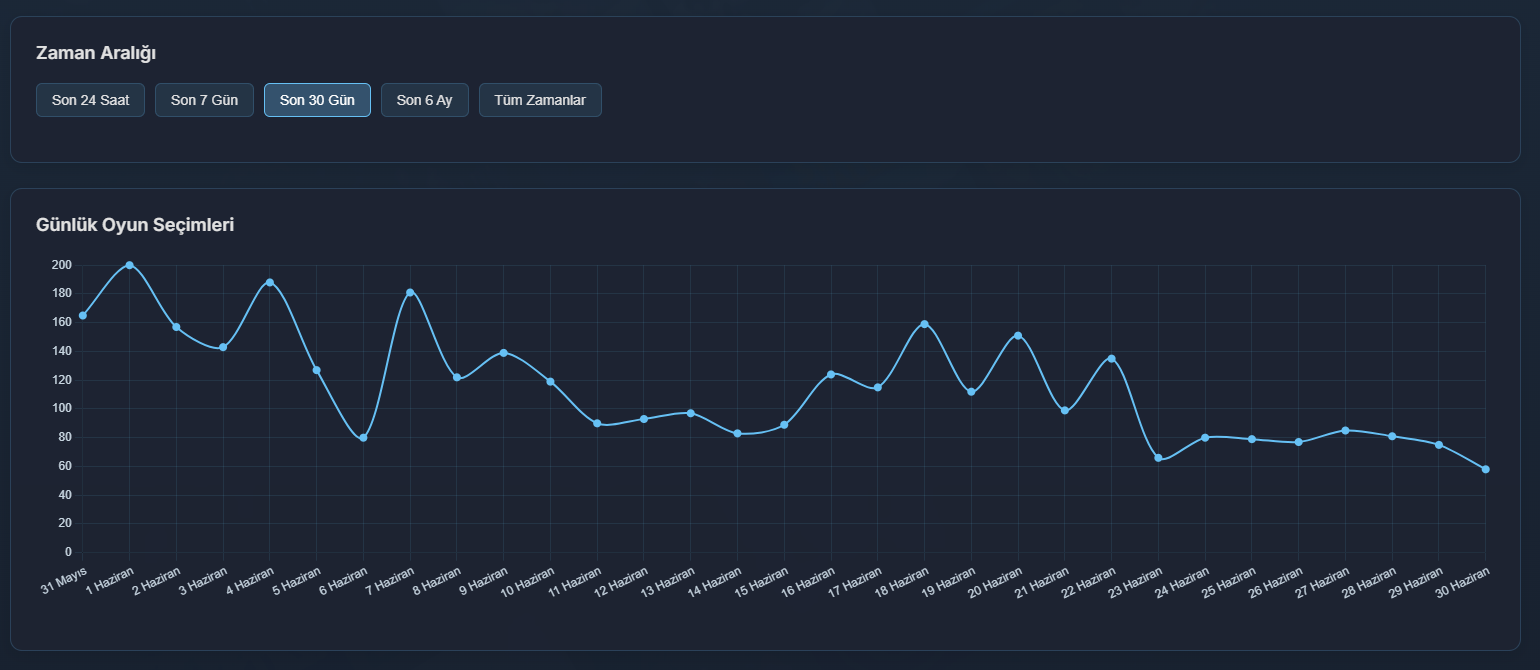 Zaman Aralığı
Son 24 Saat
Son 7 Gün
Son 30 Gün
Son 6 Ay
Tüm Zamanlar
Günlük Oyun Seçimleri
200
180
160
140
120
100
80
60
40
20
0
31 Mayıs
1 Haziran
2 Haziran
3 Haziran
4 Haziran
5 Haziran
6 Haziran
7 Haziran
8 Haziran
9 Haziran
10 Haziran
11 Haziran
12 Haziran
13 Haziran
14 Haziran
15 Haziran
16 Haziran
17 Haziran
18 Haziran
19 Haziran
20 Haziran
21 Haziran
22 Haziran
23 Haziran
24 Haziran
25 Haziran
26 Haziran
27 Haziran
28 Haziran
29 Haziran
30 Haziran